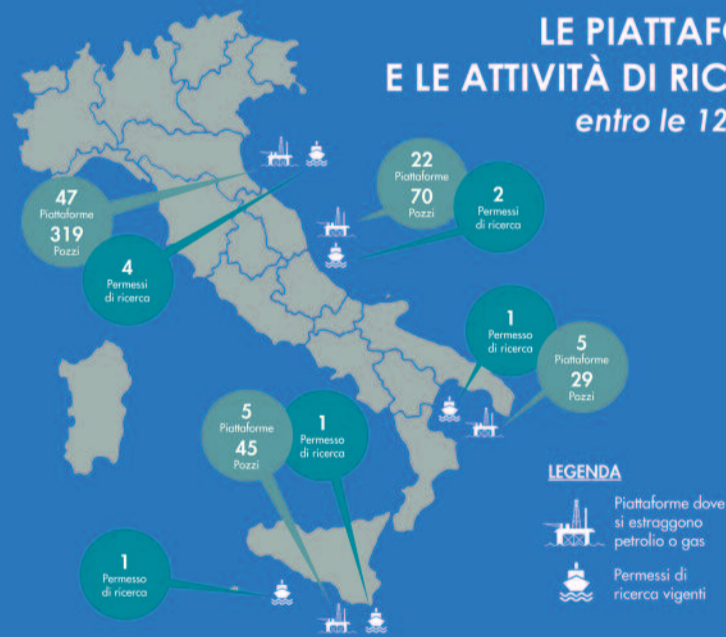 LE PIATTAFO
E LE ATTIVITÀ DI RIC
entro le 12
47
Piattaforme
319
Pozzi
4
Permessi
di ricerca
22
Piattaforme
70
Pozzi
2
Permessi
di ricerca
1
Permesso
di ricerca
5
Piattaforme
29
Pozzi
5
Piattaforme
45
Pozzi
1
Permesso
di ricerca
1
Permesso
di ricerca
LEGENDA
Piattaforme dove
si estraggono
petrolio o gas
Permessi di
ricerca vigenti